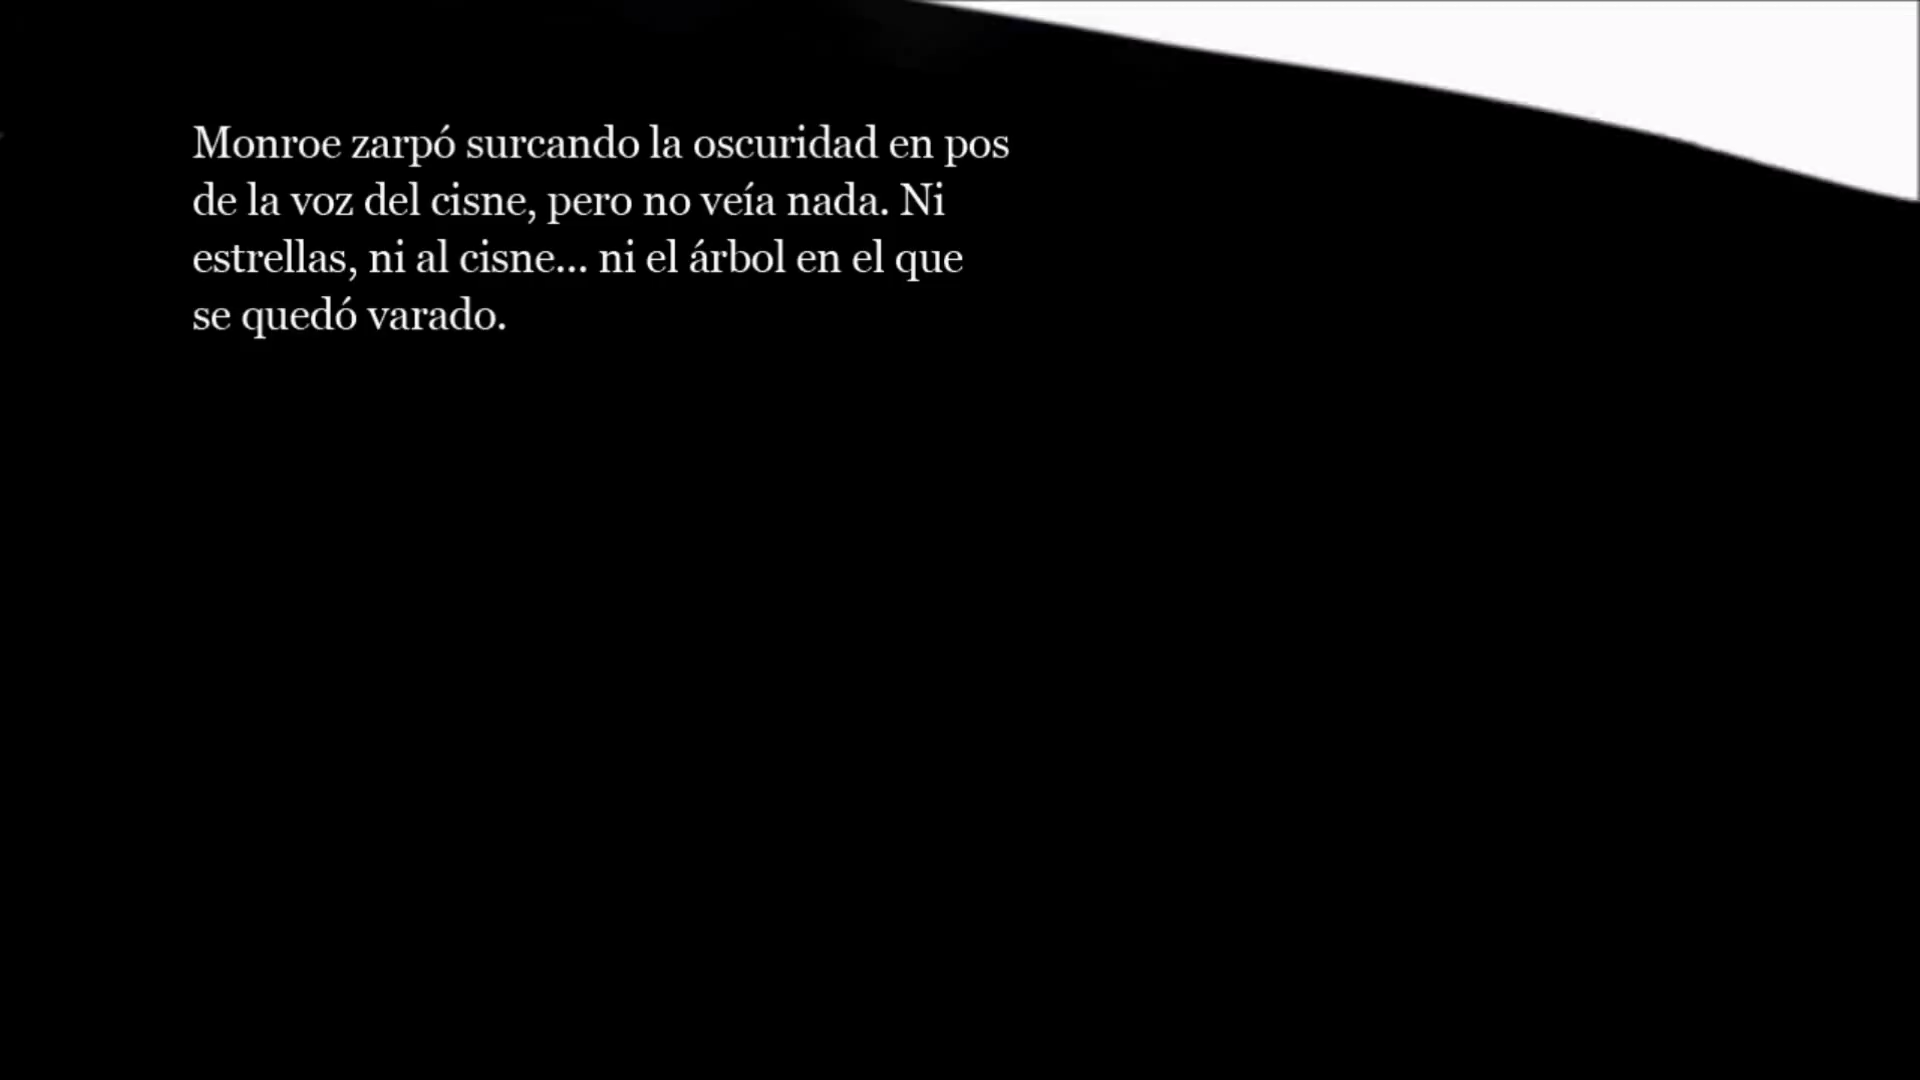 Monroe zarpó surcando la oscuridad en pos
de la voz del cisne, pero no veía nada. Ni
estrellas, ni al cisne... ni el árbol en el que
se quedó varado.